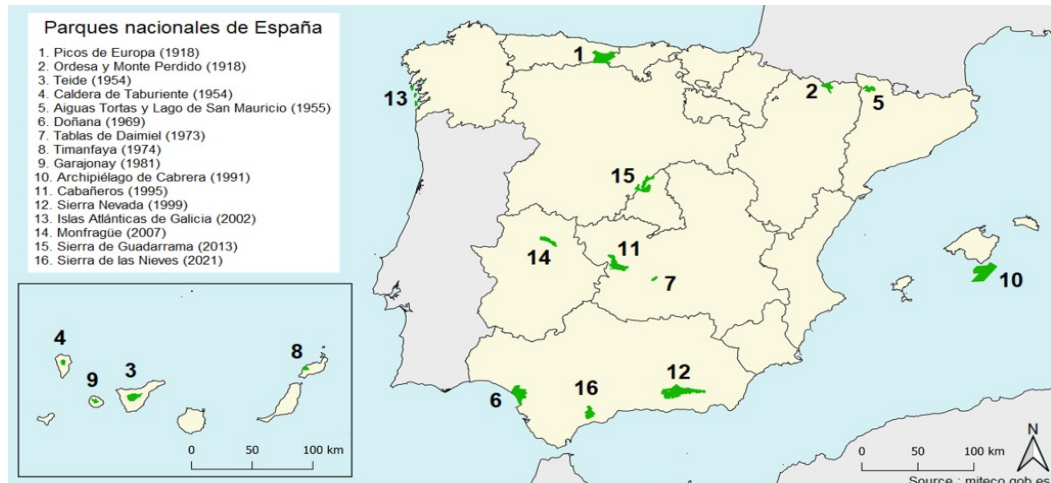 Parques nacionales de España
1. Picos de Europa (1918)
2. Ordesa y Monte Perdido (1918)
3. Teide (1954)
4. Caldera de Taburiente (1954)
5. Aiguas Tortas y Lago de San Mauricio (1955)
6. Doñana (1969)
7. Tablas de Daimiel (1973)
8. Timanfaya (1974)
9. Garajonay (1981)
10. Archipiélago de Cabrera (1991)
11. Cabañeros (1995)
12. Sierra Nevada (1999)
13. Islas Atlánticas de Galicia (2002)
14. Monfragüe (2007)
15. Sierra de Guadarrama (2013)
16. Sierra de las Nieves (2021)
1
2
5
13
15
14
11
7
10
6
16
12
4
9
3
8
0 50 100 km
N
0 50 100 km
Source : miteco.gob.es